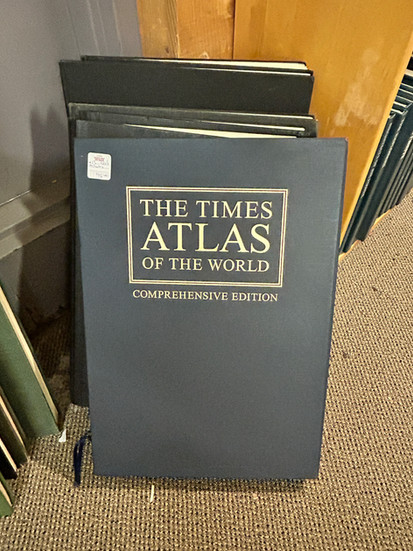 THE TIMES
ATLAS
OF THE WORLD
COMPREHENSIVE EDITION